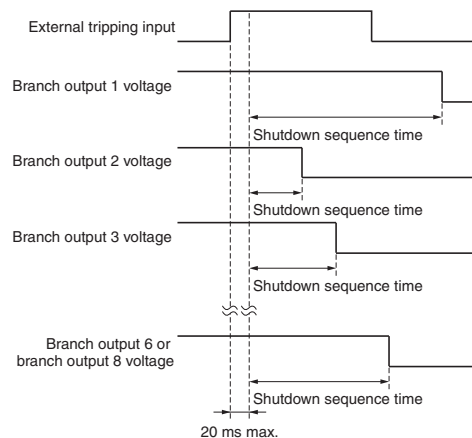 External tripping input
Branch output 1 voltage
Shutdown sequence time
Branch output 2 voltage
Shutdown sequence time
Branch output 3 voltage
Shutdown sequence time
Branch output 6 or
branch output 8 voltage
Shutdown sequence time
20 ms max.